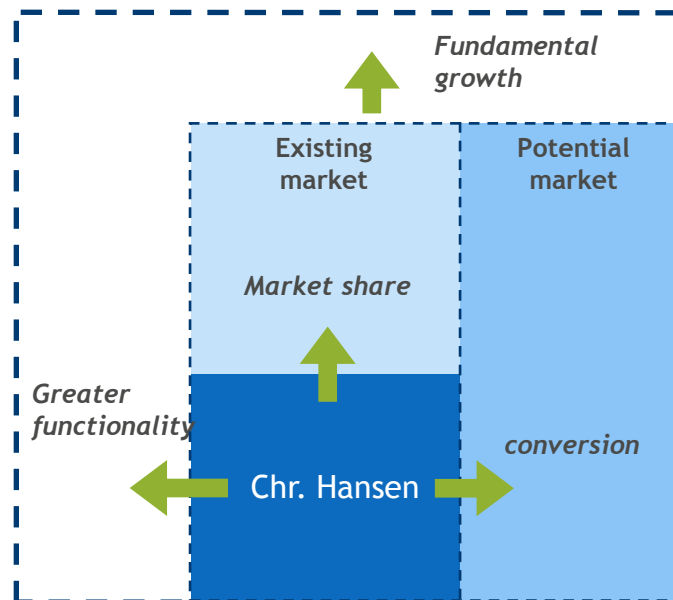 Fundamental
growth
Existing
market
Potential
market
Market share
Greater
functionality
conversion
Chr. Hansen